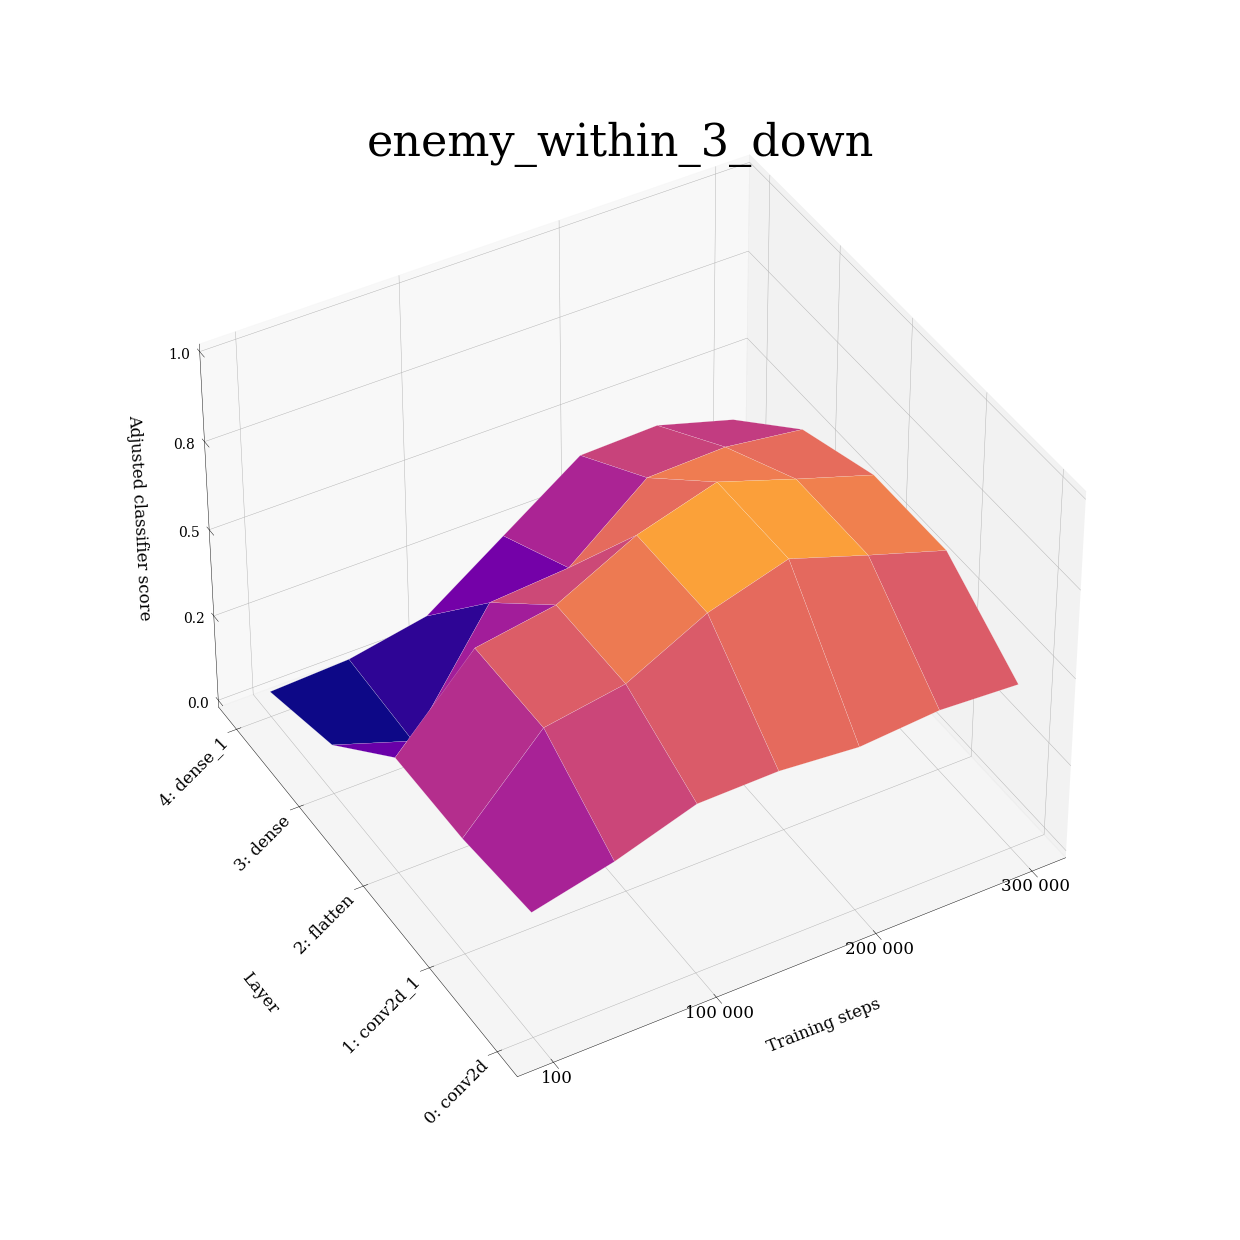 enemy_within_3_down
1.0
0.8
0.5
0.2
0.0
Adjusted classifier score
4: dense_1
3: dense
2: flatten
1: conv2d_1
0: conv2d
Layer
100
100 000
200 000
300 000
Training steps